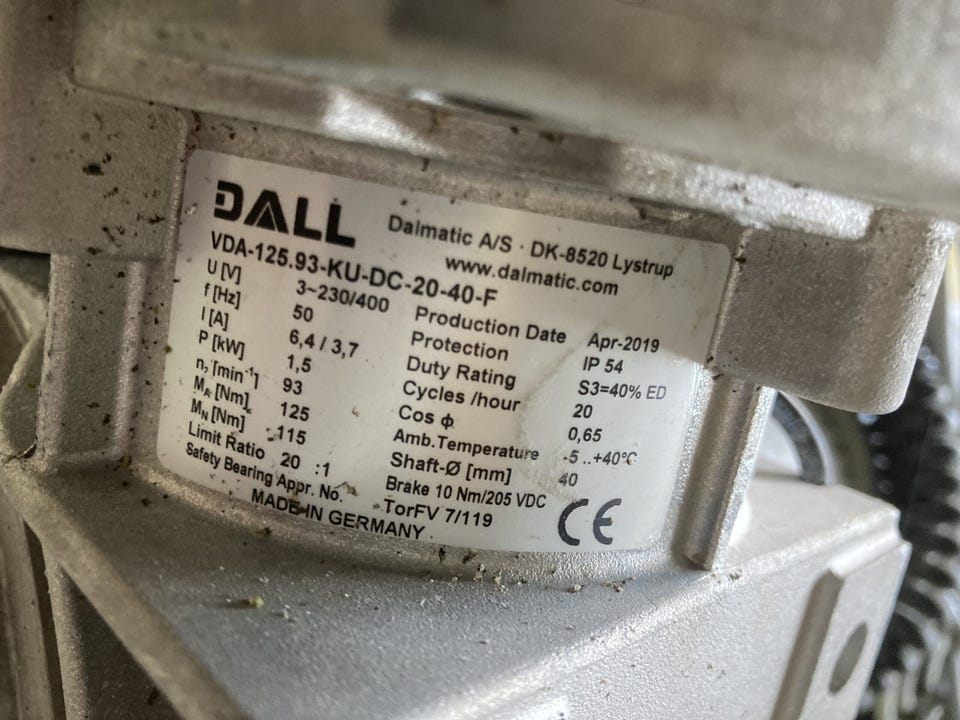 DALL
Dalmatic A/S · DK-8520 Lystrup
www.dalmatic.com
VDA-125.93-KU-DC-20-40-F
U [V] 3~230/400 Production Date Apr-2019
f [Hz] 50 Protection IP 54
I [A] 6,4 / 3,7 Duty Rating S3=40% ED
P [kW] 1,5 Cycles /hour 20
n₂ [min⁻¹] 93 Cos ϕ 0,65
M_A [Nm] 125 Amb.Temperature -5 ..+40°C
M_N [Nm] 115 Shaft-Ø [mm] 40
Limit Ratio 20 :1 Brake 10 Nm/205 VDC
Safety Bearing Appr. No. TorFV 7/119
MADE IN GERMANY CE